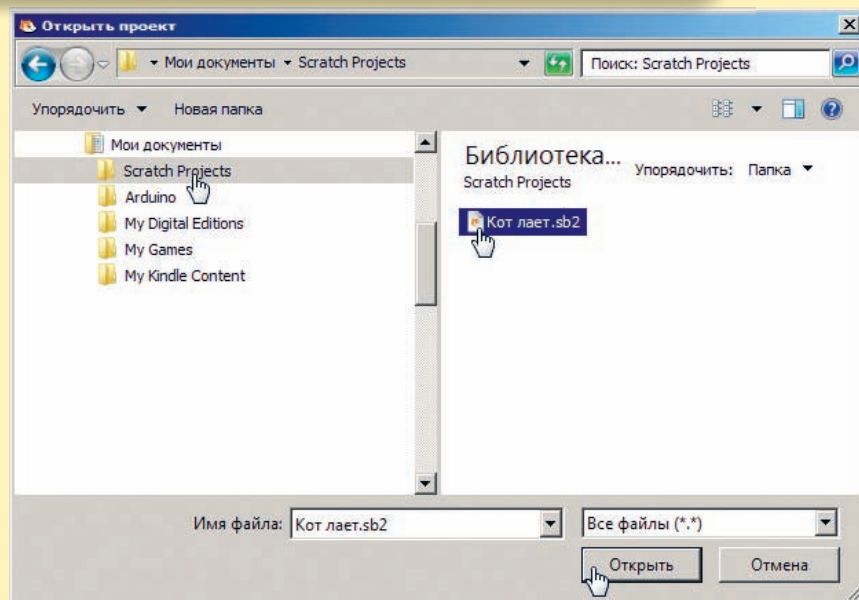 Открыть проект
Мои документы Scratch Projects Поиск: Scratch Projects
Упорядочить Новая папка
Мои документы
Scratch Projects
Arduino
My Digital Editions
My Games
My Kindle Content
Библиотека...
Scratch Projects
Упорядочить: Папка
Кот лает.sb2
Имя файла: Кот лает.sb2 Все файлы (*.*)
Открыть Отмена